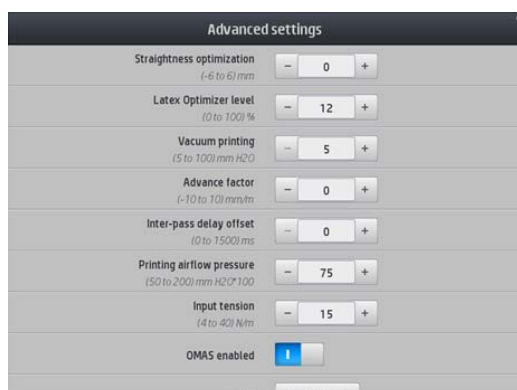 Advanced settings
Straightness optimization
(-6 to 6) mm
- 0 +
Latex Optimizer level
(0 to 100) %
- 12 +
Vacuum printing
(5 to 100) mm H2O
- 5 +
Advance factor
(-10 to 10) mm/m
- 0 +
Inter-pass delay offset
(0 to 1500) ms
- 0 +
Printing airflow pressure
(50 to 200) mm H2O*100
- 75 +
Input tension
(4 to 40) N/m
- 15 +
OMAS enabled